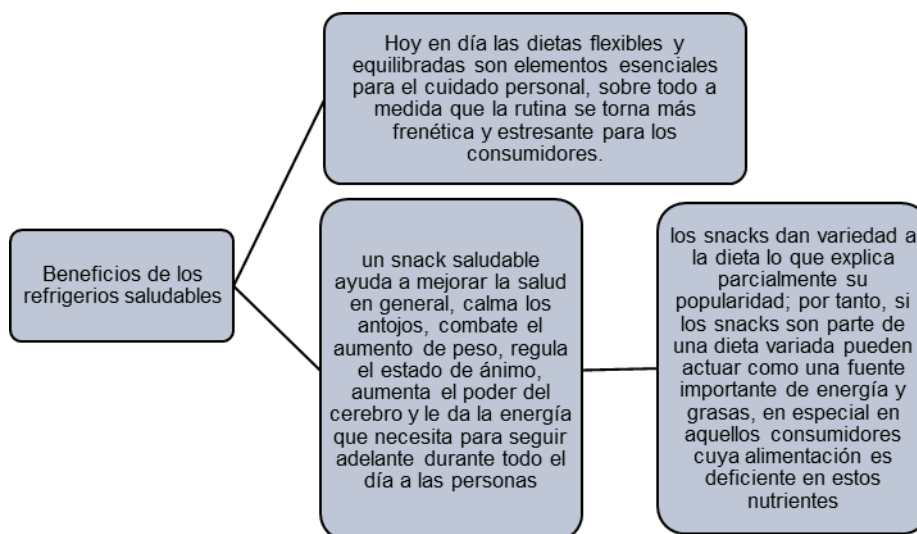 Hoy en día las dietas flexibles y
equilibradas son elementos esenciales
para el cuidado personal, sobre todo a
medida que la rutina se torna más
frenética y estresante para los
consumidores.
Beneficios de los
refrigerios saludables
un snack saludable
ayuda a mejorar la salud
en general, calma los
antojos, combate el
aumento de peso, regula
el estado de ánimo,
aumenta el poder del
cerebro y le da la energía
que necesita para seguir
adelante durante todo el
día a las personas
los snacks dan variedad a
la dieta lo que explica
parcialmente su
popularidad; por tanto, si
los snacks son parte de
una dieta variada pueden
actuar como una fuente
importante de energía y
grasas, en especial en
aquellos consumidores
cuya alimentación es
deficiente en estos
nutrientes